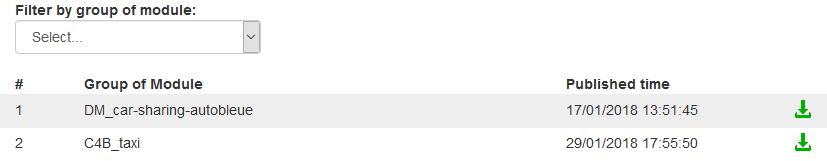 Filter by group of module:
Select...
# Group of Module Published time
1 DM_car-sharing-autobleue 17/01/2018 13:51:45
2 C4B_taxi 29/01/2018 17:55:50